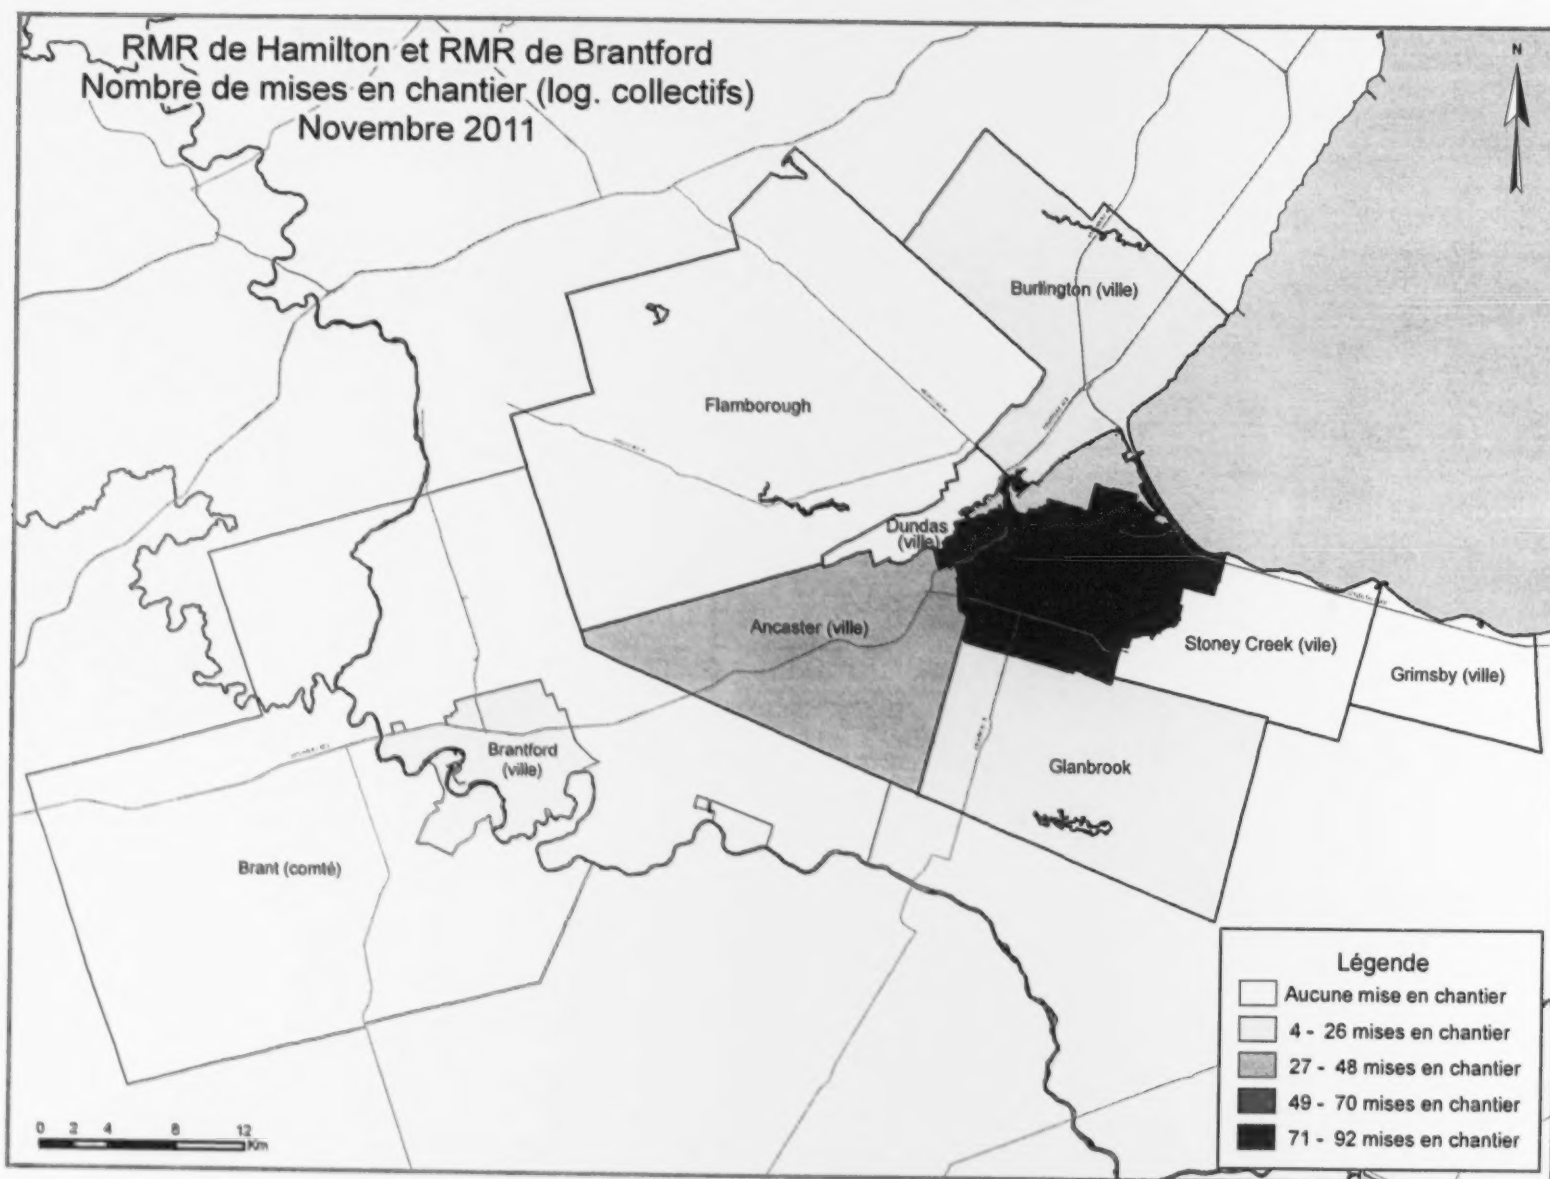 RMR de Hamilton et RMR de Brantford
Nombre de mises en chantier (log. collectifs)
Novembre 2011
N
Burlington (ville)
Flamborough
Dundas
(ville)
Ancaster (ville)
Stoney Creek (vile)
Grimsby (ville)
Brantford
(ville)
Glanbrook
Brant (comté)
Légende
Aucune mise en chantier
4 - 26 mises en chantier
27 - 48 mises en chantier
49 - 70 mises en chantier
71 - 92 mises en chantier
0 2 4 8 12
Km